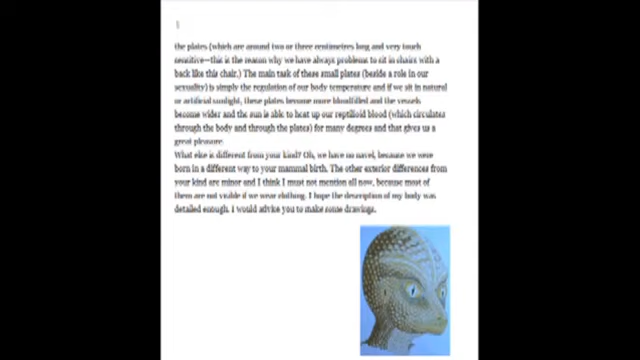 the plates (which are around two or three centimetres long and very touch
sensitive—this is the reason why we have always problems to sit in chairs with a
back like this chair.) The main task of these small plates (beside a role in our
sexuality) is simply the regulation of our body temperature and if we sit in natural
or artificial sunlight, these plates become more bloodfilled and the vessels
become wider and the sun is able to heat up our reptiloid blood (which circulates
through the body and through the plates) for many degrees and that gives us a
great pleasure.
What else is different from your kind? Oh, we have no navel, because we were
born in a different way to your mammal birth. The other exterior differences from
your kind are minor and I think I must not mention all now, because most of
them are not visible if we wear clothing. I hope the description of my body was
detailed enough. I would advice you to make some drawings.